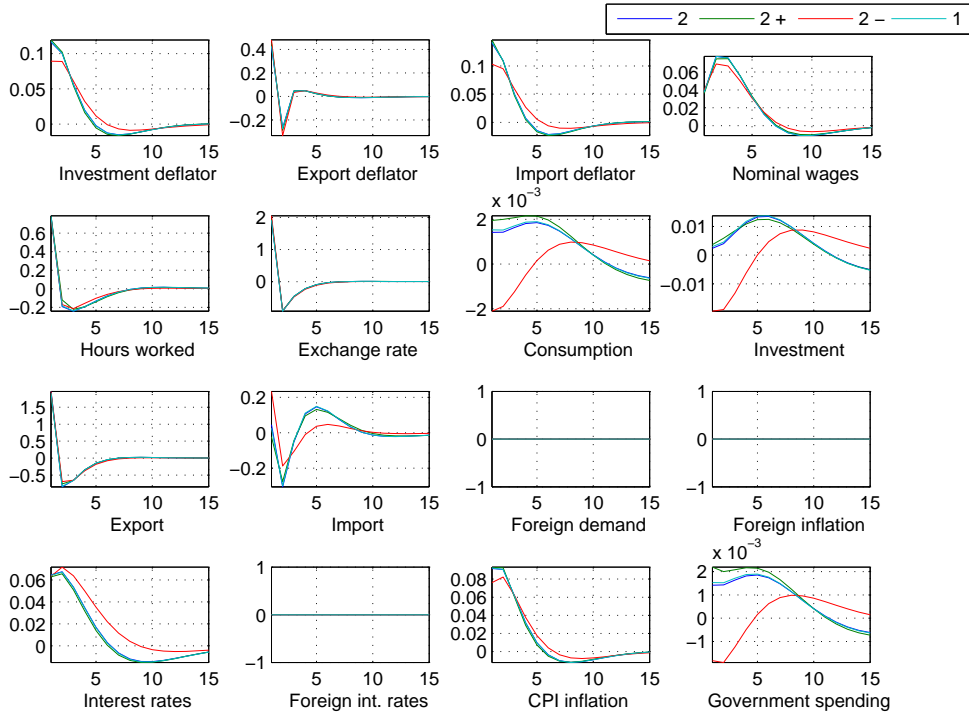 2 2 + 2 − 1
0.1
0.05
0
5 10 15
Investment deflator
0.4
0.2
0
−0.2
5 10 15
Export deflator
0.1
0.05
0
5 10 15
Import deflator
0.06
0.04
0.02
0
5 10 15
Nominal wages
0.6
0.4
0.2
0
−0.2
5 10 15
Hours worked
2
1
0
5 10 15
Exchange rate
x 10−3
2
0
−2
5 10 15
Consumption
0.01
0
−0.01
5 10 15
Investment
1.5
1
0.5
0
−0.5
5 10 15
Export
0.2
0
−0.2
5 10 15
Import
1
0
−1
5 10 15
Foreign demand
1
0
−1
5 10 15
Foreign inflation
0.06
0.04
0.02
0
5 10 15
Interest rates
1
0
−1
5 10 15
Foreign int. rates
0.08
0.06
0.04
0.02
0
5 10 15
CPI inflation
x 10−3
2
1
0
−1
5 10 15
Government spending